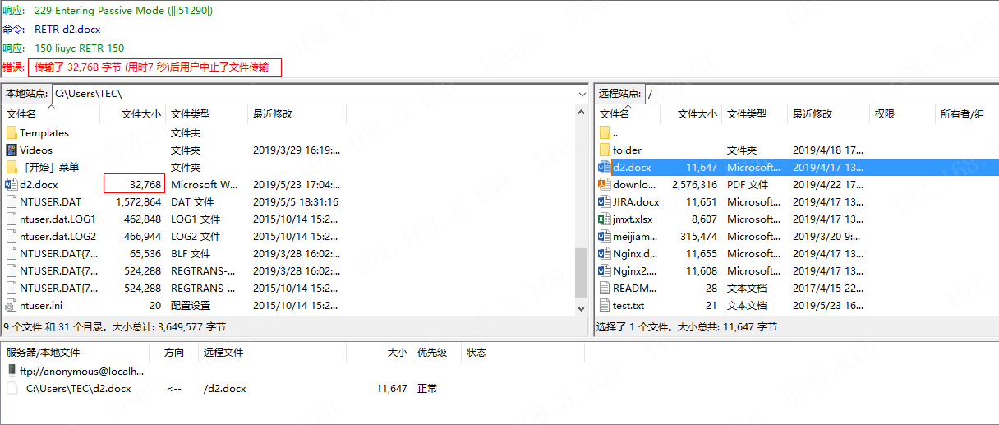 响应: 229 Entering Passive Mode (|||51290|)
命令: RETR d2.docx
响应: 150 liuyc RETR 150
错误: 传输了 32,768 字节 (用时7 秒)后用户中止了文件传输
本地站点: C:\Users\TEC\
文件名 文件大小 文件类型 最近修改
Templates 文件夹
Videos 文件夹 2019/3/29 16:19:...
「开始」菜单 文件夹
d2.docx 32,768 Microsoft W... 2019/5/23 17:04:...
NTUSER.DAT 1,572,864 DAT 文件 2019/5/5 18:31:16
ntuser.dat.LOG1 462,848 LOG1 文件 2015/10/14 15:2...
ntuser.dat.LOG2 466,944 LOG2 文件 2015/10/14 15:2...
NTUSER.DAT{7... 65,536 BLF 文件 2019/3/28 16:02:...
NTUSER.DAT{7... 524,288 REGTRANS-... 2019/3/28 16:02:...
NTUSER.DAT{7... 524,288 REGTRANS-... 2015/10/14 15:2...
ntuser.ini 20 配置设置 2015/10/14 15:2...
9 个文件 和 31 个目录。大小总计: 3,649,577 字节
远程站点: /
文件名 文件大小 文件类型 最近修改 权限 所有者/组
..
folder 文件夹 2019/4/18 17...
d2.docx 11,647 Microsoft... 2019/4/17 13...
downlo... 2,576,316 PDF 文件 2019/4/22 17...
JIRA.docx 11,651 Microsoft... 2019/4/17 13...
jmxt.xlsx 8,607 Microsoft... 2019/4/17 13...
meijiam... 315,474 Microsoft... 2019/3/20 9:...
Nginx.d... 11,655 Microsoft... 2019/4/17 13...
Nginx2.... 11,608 Microsoft... 2019/4/17 13...
READM... 28 文本文档 2017/4/15 22...
test.txt 21 文本文档 2019/5/23 16...
选择了 1 个文件。大小总共: 11,647 字节
服务器/本地文件 方向 远程文件 大小 优先级 状态
ftp://anonymous@localh...
C:\Users\TEC\d2.docx <-- /d2.docx 11,647 正常